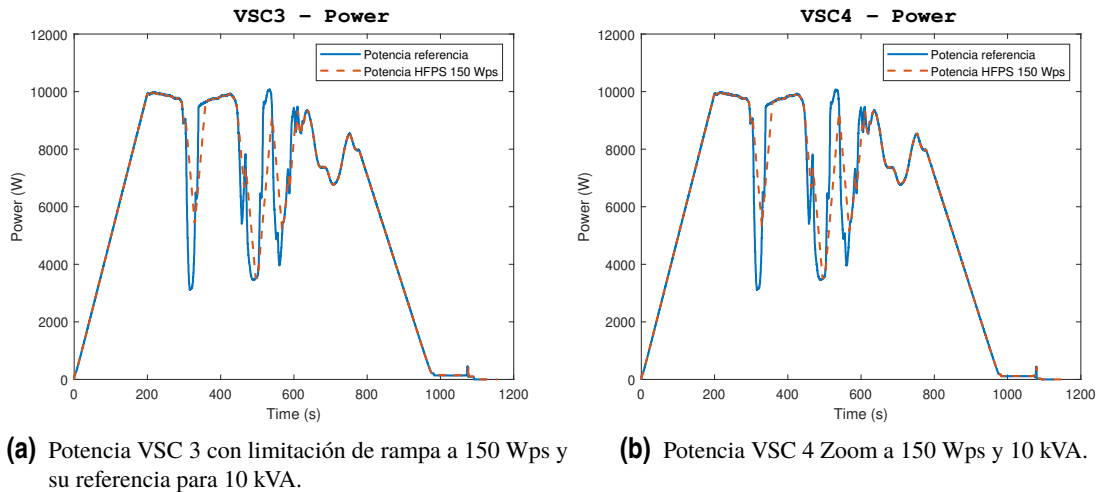 VSC3 – Power
12000
10000
8000
6000
4000
2000
0
Power (W)
0 200 400 600 800 1000 1200
Time (s)
Potencia referencia
Potencia HFPS 150 Wps
VSC4 – Power
12000
10000
8000
6000
4000
2000
0
Power (W)
0 200 400 600 800 1000 1200
Time (s)
Potencia referencia
Potencia HFPS 150 Wps
(a) Potencia VSC 3 con limitación de rampa a 150 Wps y
su referencia para 10 kVA.
(b) Potencia VSC 4 Zoom a 150 Wps y 10 kVA.